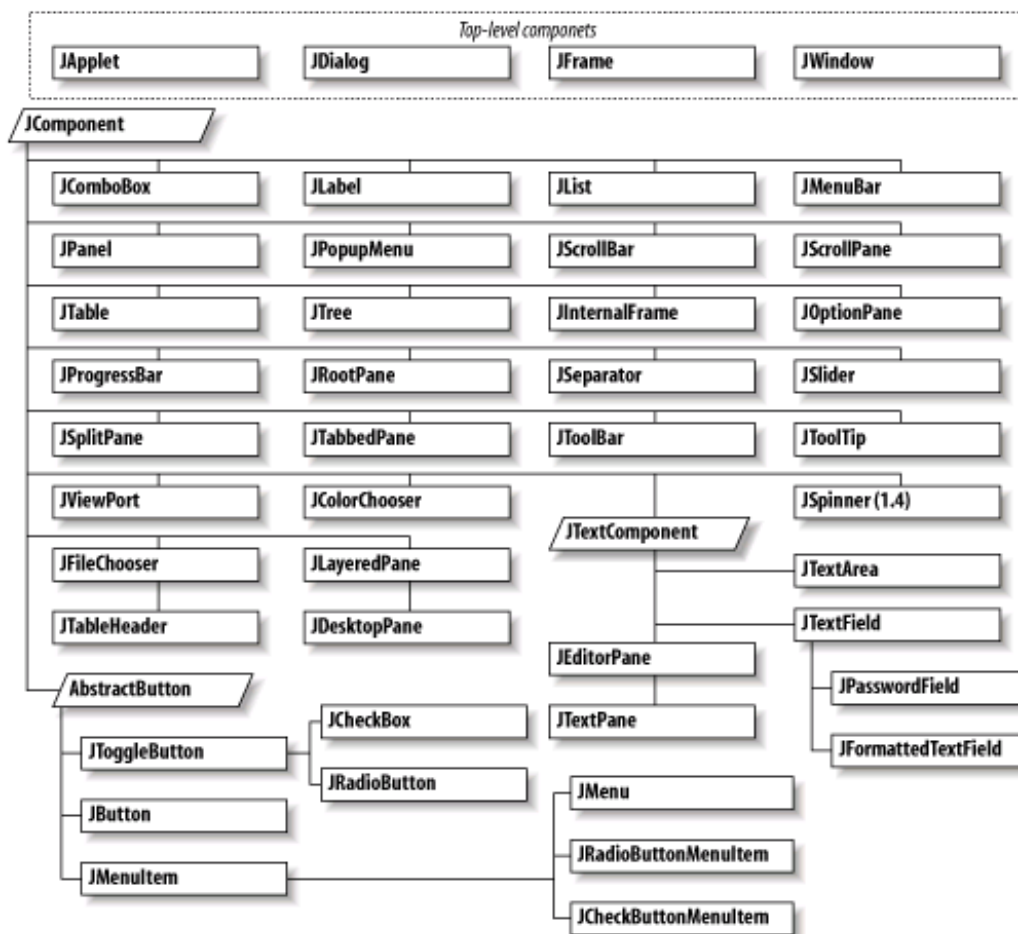 Top-level componets
JApplet
JDialog
JFrame
JWindow
JComponent
JComboBox
JLabel
JList
JMenuBar
JPanel
JPopupMenu
JScrollBar
JScrollPane
JTable
JTree
JInternalFrame
JOptionPane
JProgressBar
JRootPane
JSeparator
JSlider
JSplitPane
JTabbedPane
JToolBar
JToolTip
JViewPort
JColorChooser
JSpinner (1.4)
JTextComponent
JFileChooser
JLayeredPane
JTextArea
JTableHeader
JDesktopPane
JTextField
JEditorPane
AbstractButton
JPasswordField
JTextPane
JCheckBox
JToggleButton
JFormattedTextField
JRadioButton
JMenu
JButton
JRadioButtonMenuItem
JMenuItem
JCheckButtonMenuItem